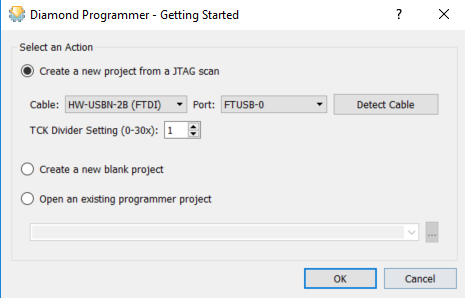 Diamond Programmer - Getting Started
Select an Action
Create a new project from a JTAG scan
Cable: HW-USBN-2B (FTDI) Port: FTUSB-0 Detect Cable
TCK Divider Setting (0-30x): 1
Create a new blank project
Open an existing programmer project
...
OK Cancel